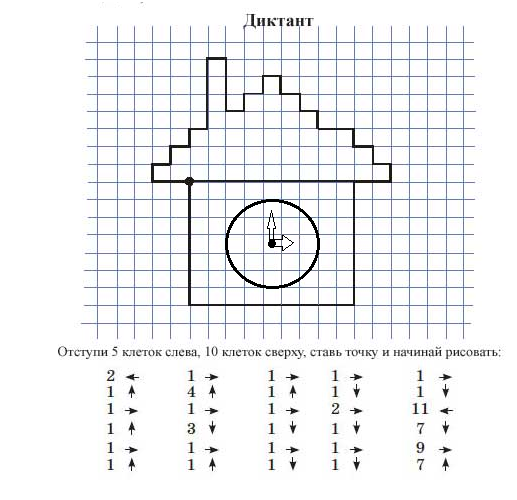 Диктант
Отступи 5 клеток слева, 10 клеток сверху, ставь точку и начинай рисовать:
2 ← 1 → 1 → 1 → 1 →
1 ↑ 4 ↑ 1 ↑ 1 ↓ 1 ↓
1 → 1 → 1 → 2 → 11 ←
1 ↑ 3 ↓ 1 ↓ 1 ↓ 7 ↓
1 → 1 → 1 → 1 → 9 →
1 ↑ 1 ↑ 1 ↓ 1 ↓ 7 ↑